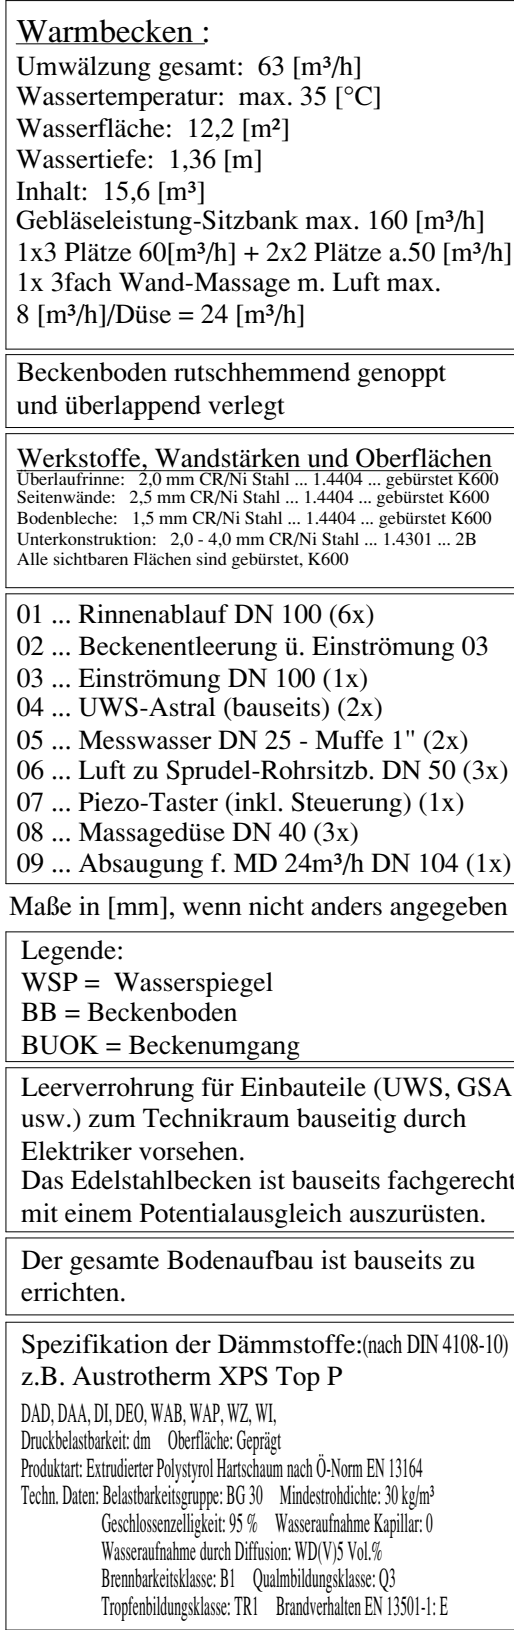 Warmbecken :
Umwälzung gesamt: 63 [m³/h]
Wassertemperatur: max. 35 [°C]
Wasserfläche: 12,2 [m²]
Wassertiefe: 1,36 [m]
Inhalt: 15,6 [m³]
Gebläseleistung-Sitzbank max. 160 [m³/h]
1x3 Plätze 60[m³/h] + 2x2 Plätze a.50 [m³/h]
1x 3fach Wand-Massage m. Luft max.
8 [m³/h]/Düse = 24 [m³/h]
Beckenboden rutschhemmend genoppt
und überlappend verlegt
Werkstoffe, Wandstärken und Oberflächen
Überlaufrinne: 2,0 mm CR/Ni Stahl ... 1.4404 ... gebürstet K600
Seitenwände: 2,5 mm CR/Ni Stahl ... 1.4404 ... gebürstet K600
Bodenbleche: 1,5 mm CR/Ni Stahl ... 1.4404 ... gebürstet K600
Unterkonstruktion: 2,0 - 4,0 mm CR/Ni Stahl ... 1.4301 ... 2B
Alle sichtbaren Flächen sind gebürstet, K600
01 ... Rinnenablauf DN 100 (6x)
02 ... Beckenentleerung ü. Einströmung 03
03 ... Einströmung DN 100 (1x)
04 ... UWS-Astral (bauseits) (2x)
05 ... Messwasser DN 25 - Muffe 1" (2x)
06 ... Luft zu Sprudel-Rohrsitzb. DN 50 (3x)
07 ... Piezo-Taster (inkl. Steuerung) (1x)
08 ... Massagedüse DN 40 (3x)
09 ... Absaugung f. MD 24m³/h DN 104 (1x)
Maße in [mm], wenn nicht anders angegeben
Legende:
WSP = Wasserspiegel
BB = Beckenboden
BUOK = Beckenumgang
Leerverrohrung für Einbauteile (UWS, GSA
usw.) zum Technikraum bauseitig durch
Elektriker vorsehen.
Das Edelstahlbecken ist bauseits fachgerecht
mit einem Potentialausgleich auszurüsten.
Der gesamte Bodenaufbau ist bauseits zu
errichten.
Spezifikation der Dämmstoffe:(nach DIN 4108-10)
z.B. Austrotherm XPS Top P
DAD, DAA, DI, DEO, WAB, WAP, WZ, WI,
Druckbelastbarkeit: dm Oberfläche: Geprägt
Produktart: Extrudierter Polystyrol Hartschaum nach Ö-Norm EN 13164
Techn. Daten: Belastbarkeitsgruppe: BG 30 Mindestrohdichte: 30 kg/m³
Geschlossenzelligkeit: 95 % Wasseraufnahme Kapillar: 0
Wasseraufnahme durch Diffusion: WD(V)5 Vol.%
Brennbarkeitsklasse: B1 Qualmbildungsklasse: Q3
Tropfenbildungsklasse: TR1 Brandverhalten EN 13501-1: E